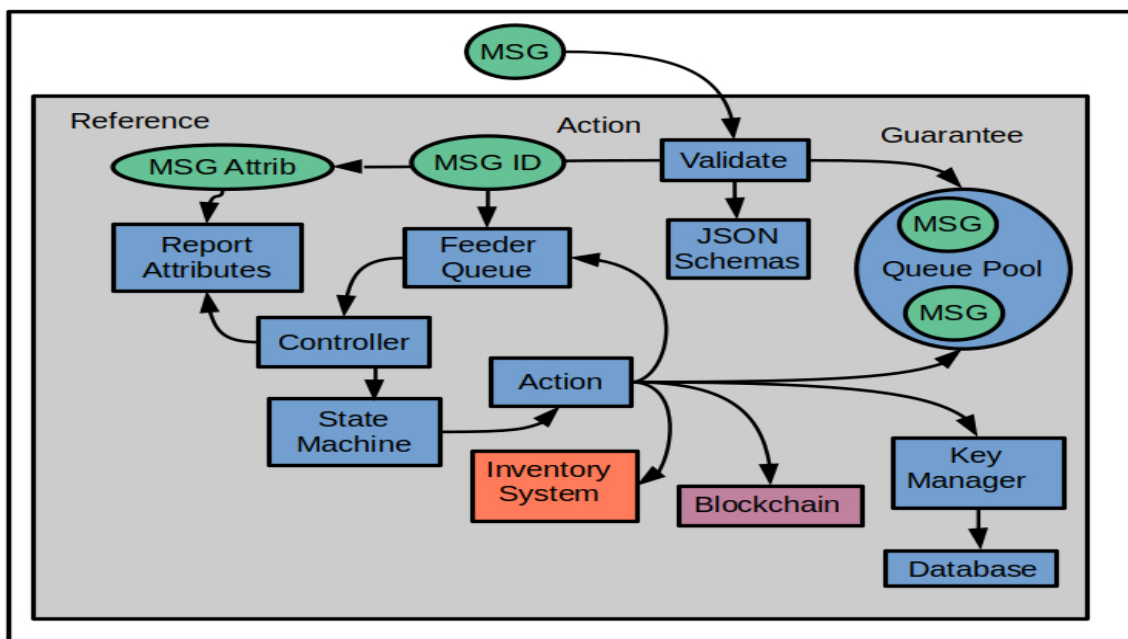 MSG
Reference
Action
Guarantee
MSG Attrib
MSG ID
Validate
Report
Attributes
Feeder
Queue
JSON
Schemas
MSG
Queue Pool
MSG
Controller
Action
State
Machine
Inventory
System
Blockchain
Key
Manager
Database